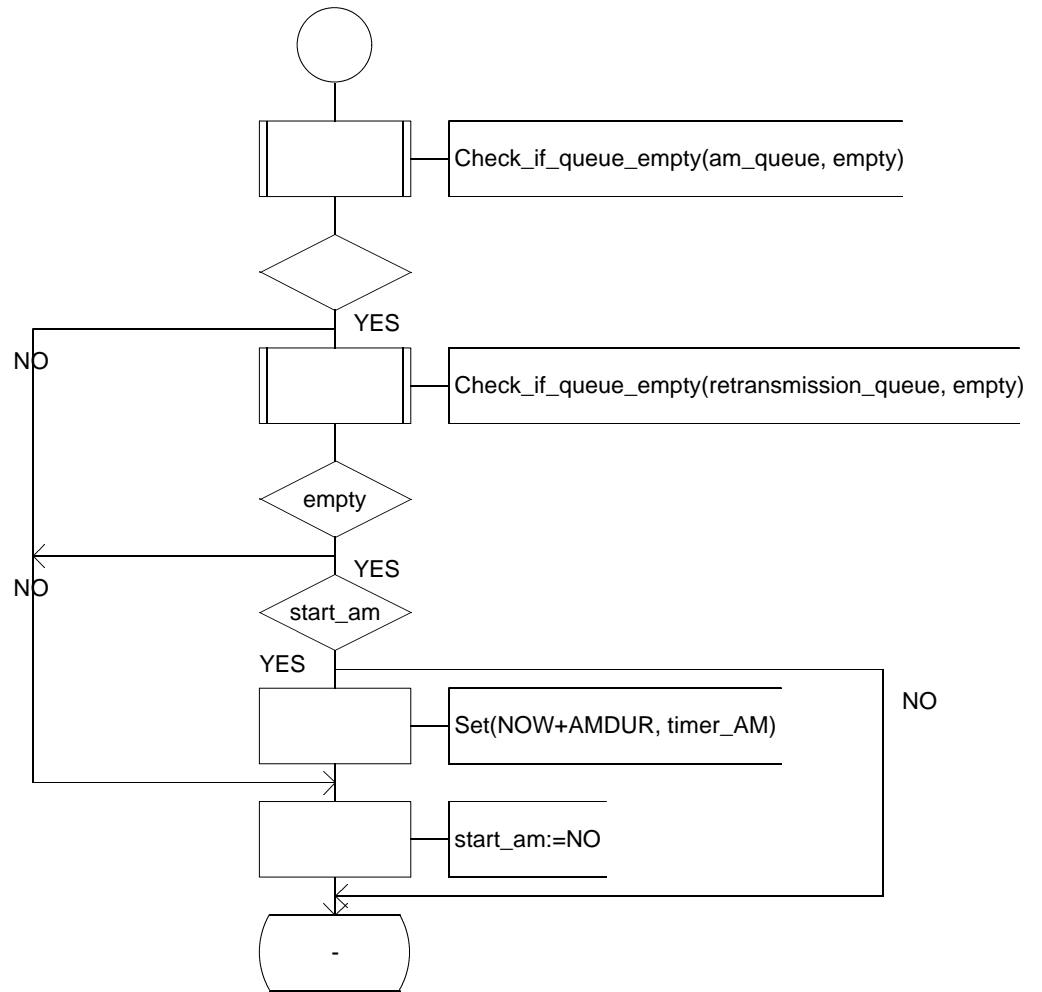 Check_if_queue_empty(am_queue, empty)
YES
NO
Check_if_queue_empty(retransmission_queue, empty)
empty
YES
NO
start_am
YES
NO
Set(NOW+AMDUR, timer_AM)
start_am:=NO
-